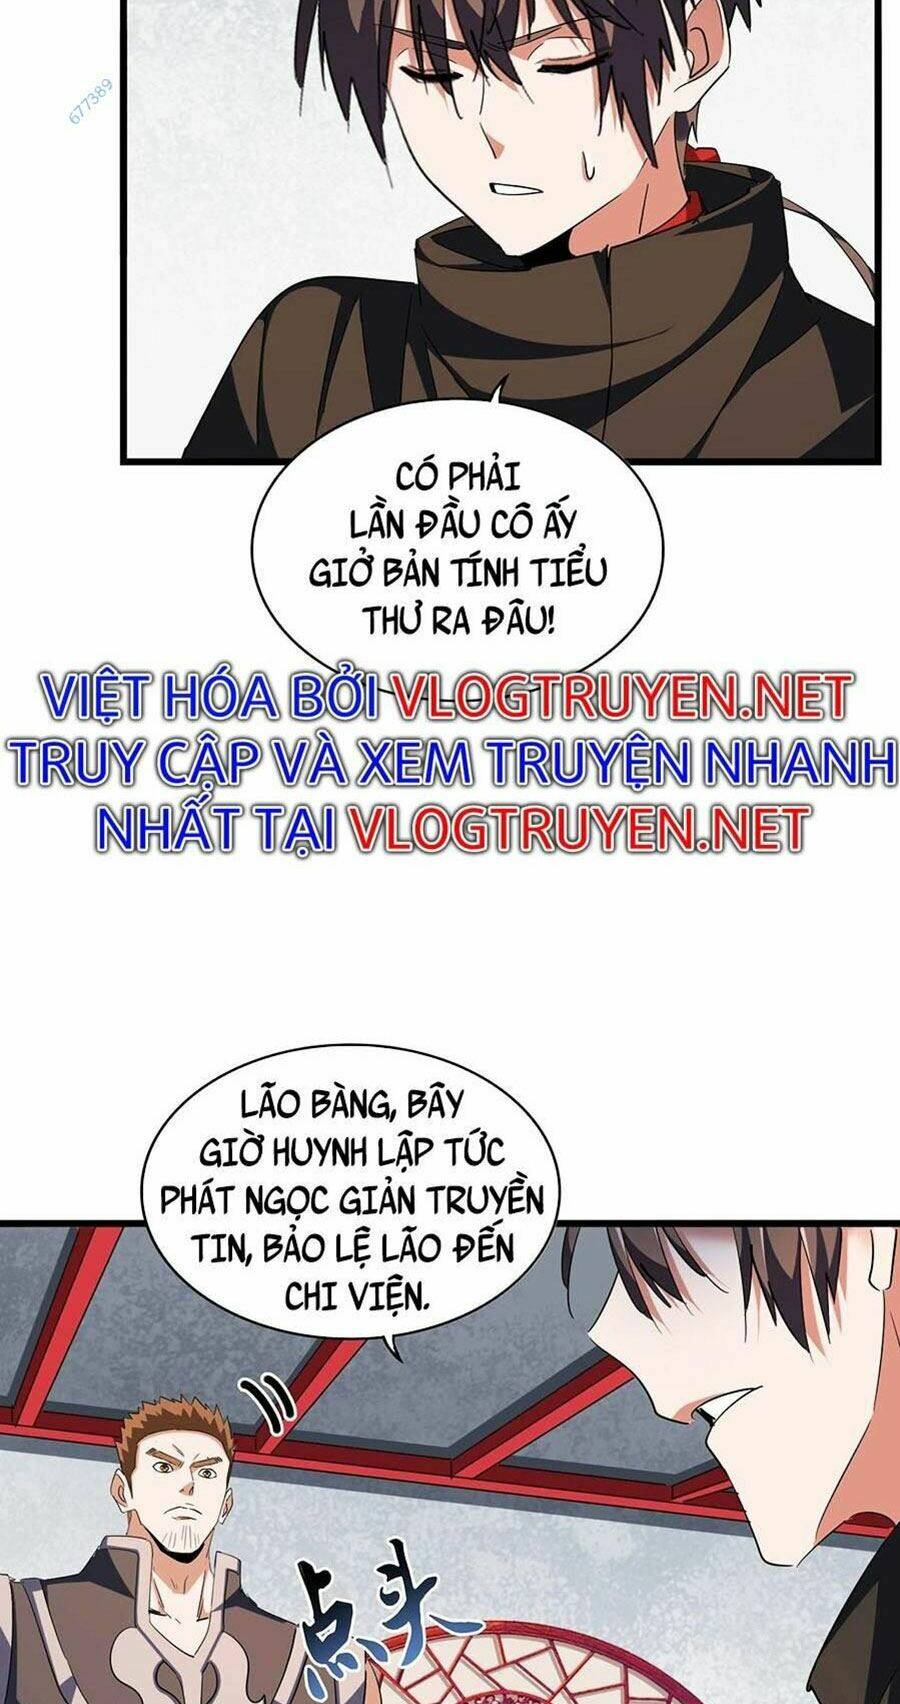 677389
CÓ PHẢI
LẦN ĐẦU CÔ ẤY
GIỞ BẢN TÍNH TIỂU
THƯ RA ĐÂU!
VIỆT HÓA BỞI VLOGTRUYEN.NET
TRUY CẬP VÀ XEM TRUYỆN NHANH
NHẤT TẠI VLOGTRUYEN.NET
LÃO BÀNG, BÂY
GIỜ HUYNH LẬP TỨC
PHÁT NGỌC GIẢN TRUYỀN
TIN, BẢO LỆ LÃO ĐẾN
CHI VIỆN.
点头